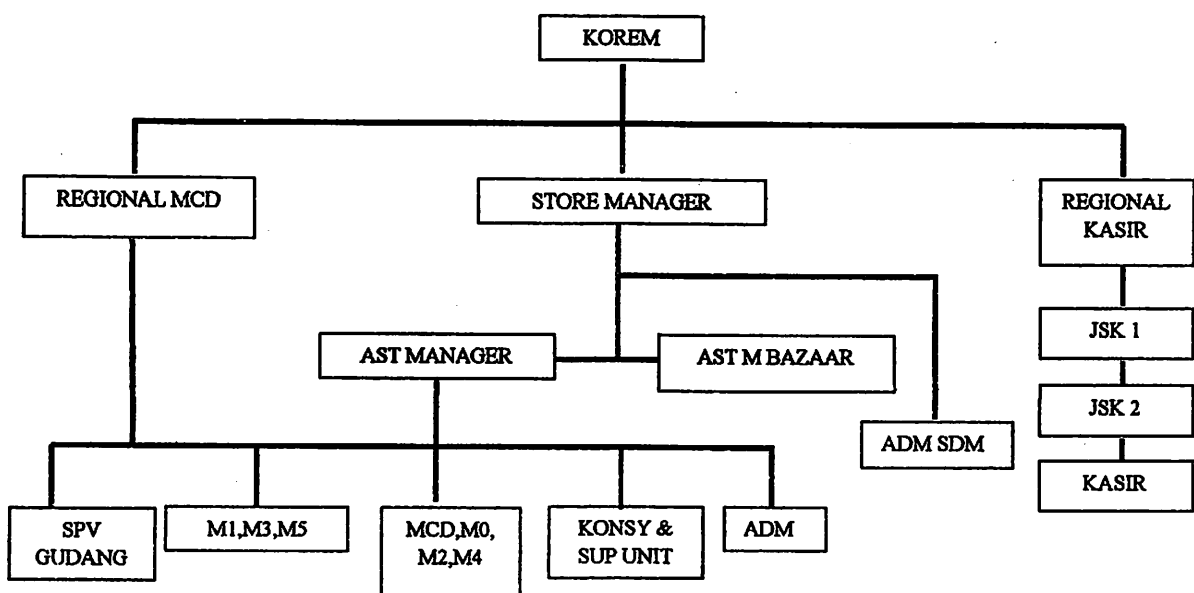 KOREM
REGIONAL MCD
STORE MANAGER
REGIONAL
KASIR
JSK 1
AST MANAGER
AST M BAZAAR
JSK 2
ADM SDM
KASIR
SPV
GUDANG
M1,M3,M5
MCD,M0,
M2,M4
KONSY &
SUP UNIT
ADM